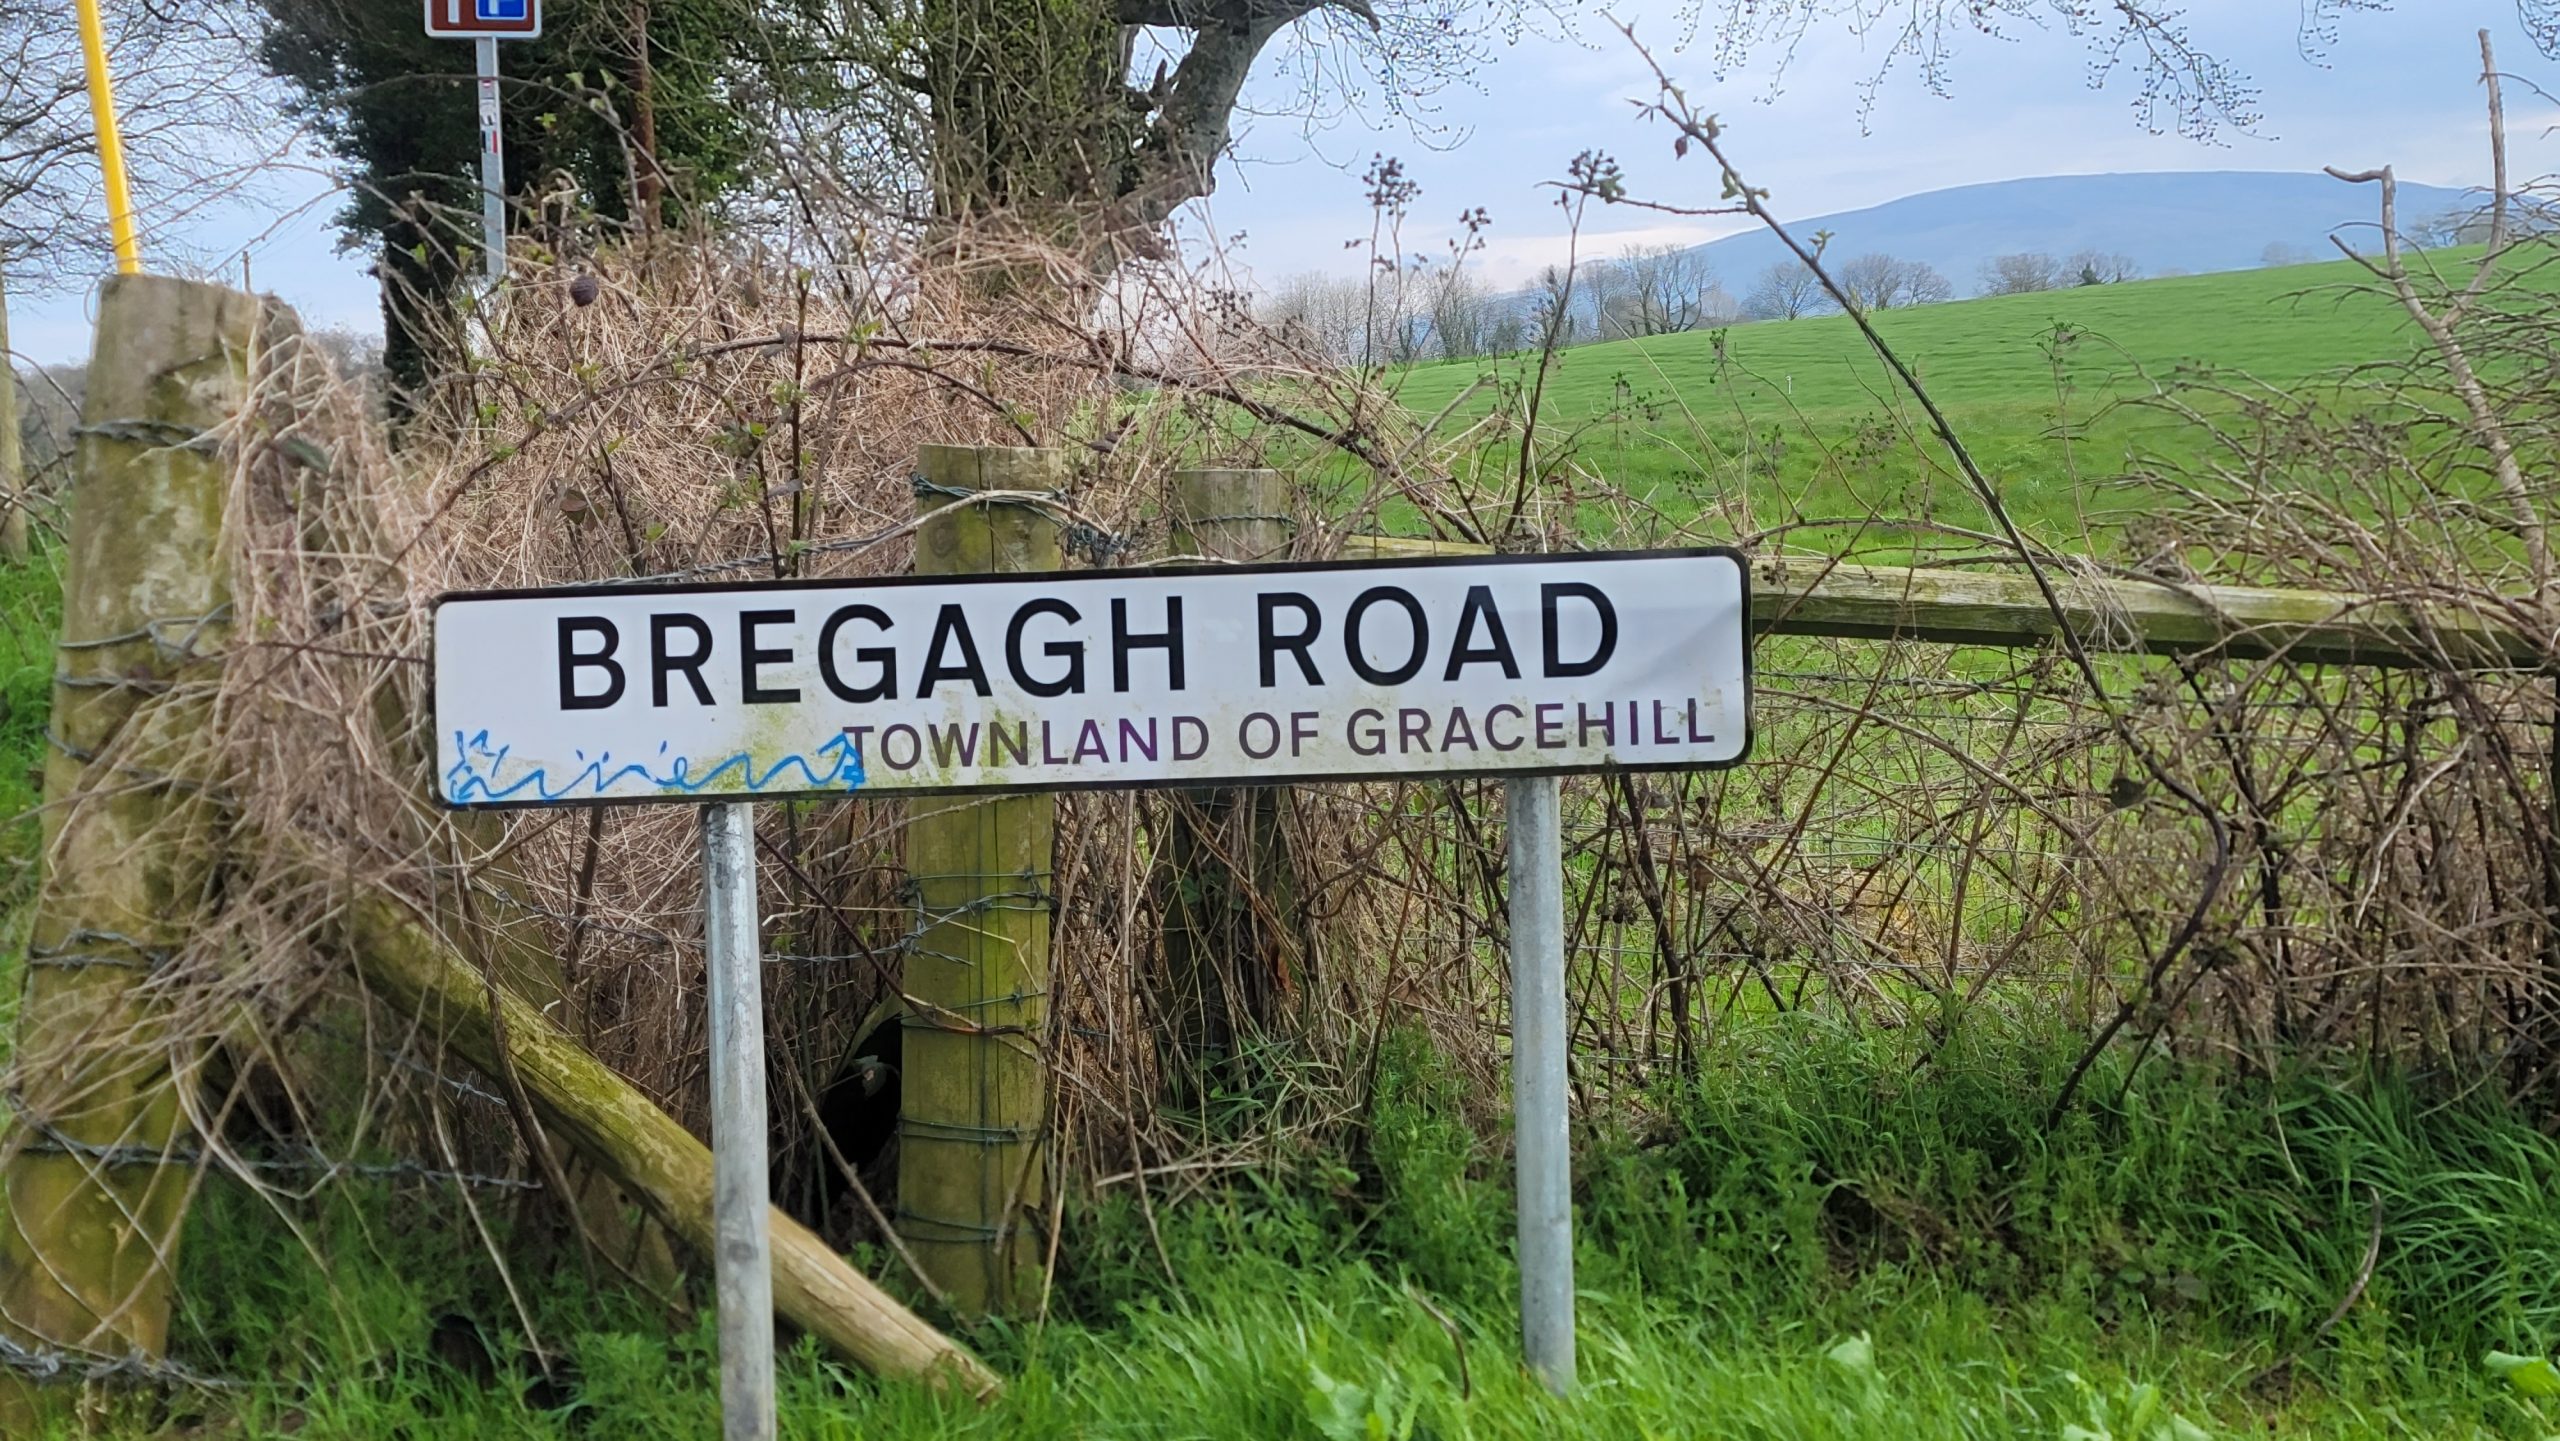 BREGAGH ROAD
TOWNLAND OF GRACEHILL